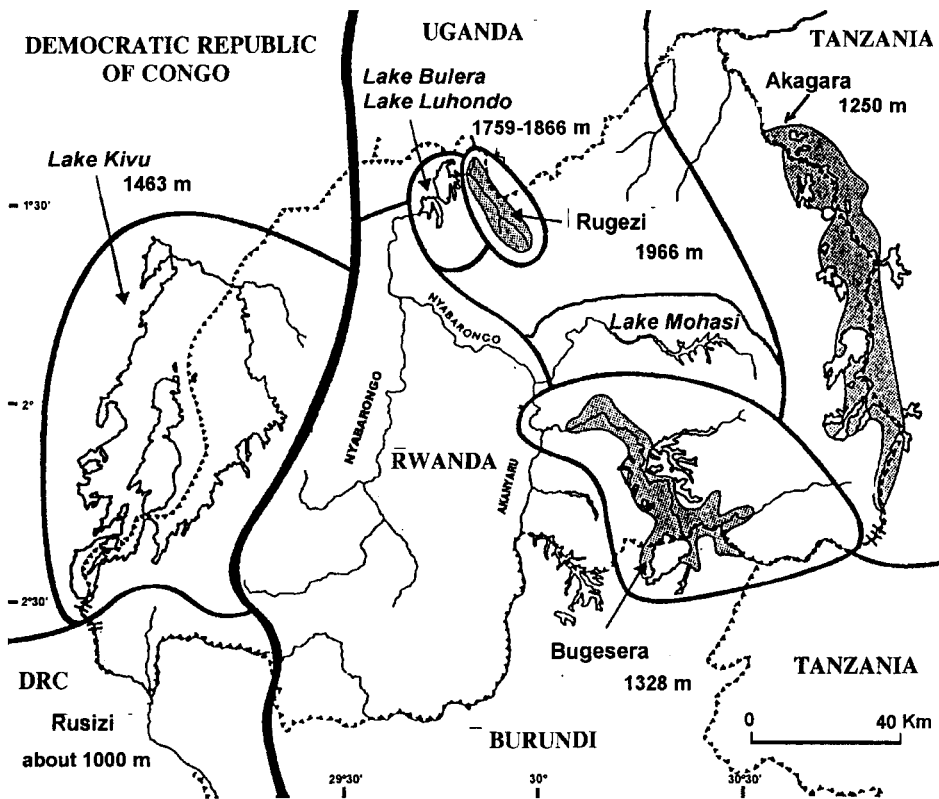 DEMOCRATIC REPUBLIC
OF CONGO
UGANDA
TANZANIA
Lake Bulera
Lake Luhondo
1759-1866 m
Akagara
1250 m
Lake Kivu
1463 m
1°30'
Rugezi
1966 m
NYABARONGO
Lake Mohasi
2°
NYABARONGO
RWANDA
AKANYARU
2°30'
Bugesera
1328 m
DRC
TANZANIA
Rusizi
about 1000 m
BURUNDI
0 40 Km
29°30' 30° 30°30'